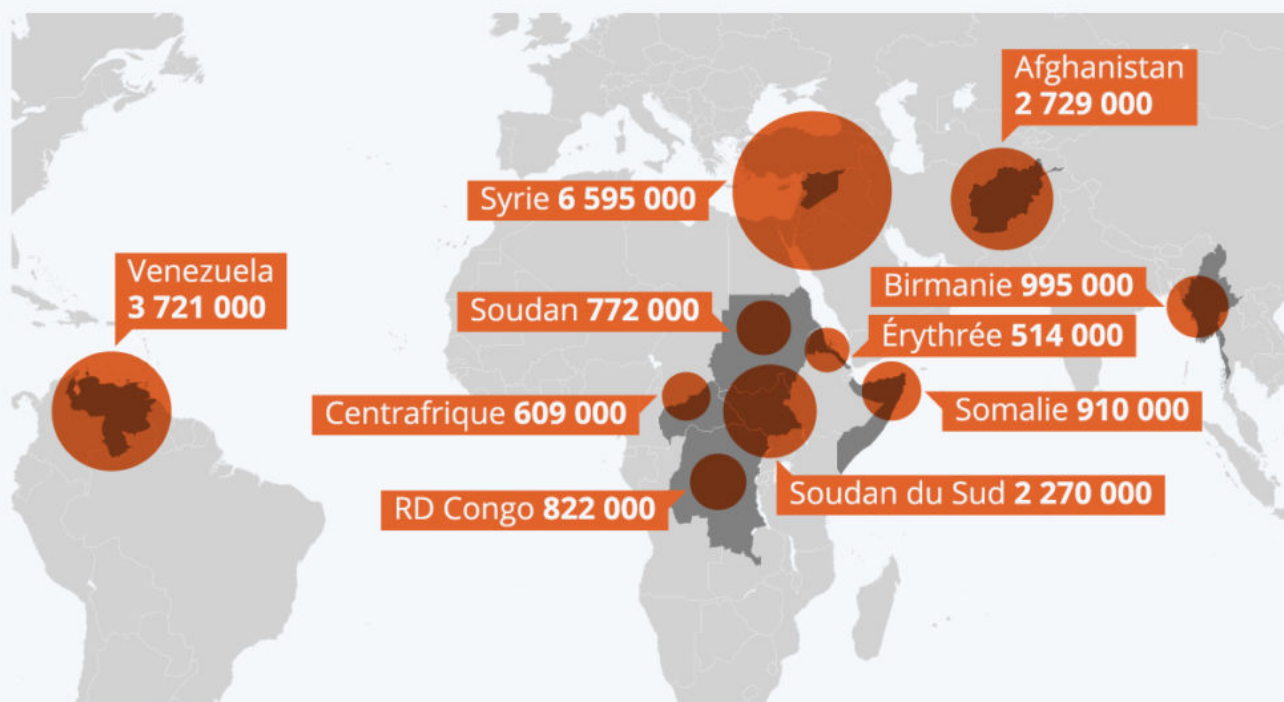 Afghanistan
2 729 000
Syrie 6 595 000
Venezuela
3 721 000
Birmanie 995 000
Soudan 772 000
Érythrée 514 000
Centrafrique 609 000
Somalie 910 000
RD Congo 822 000
Soudan du Sud 2 270 000